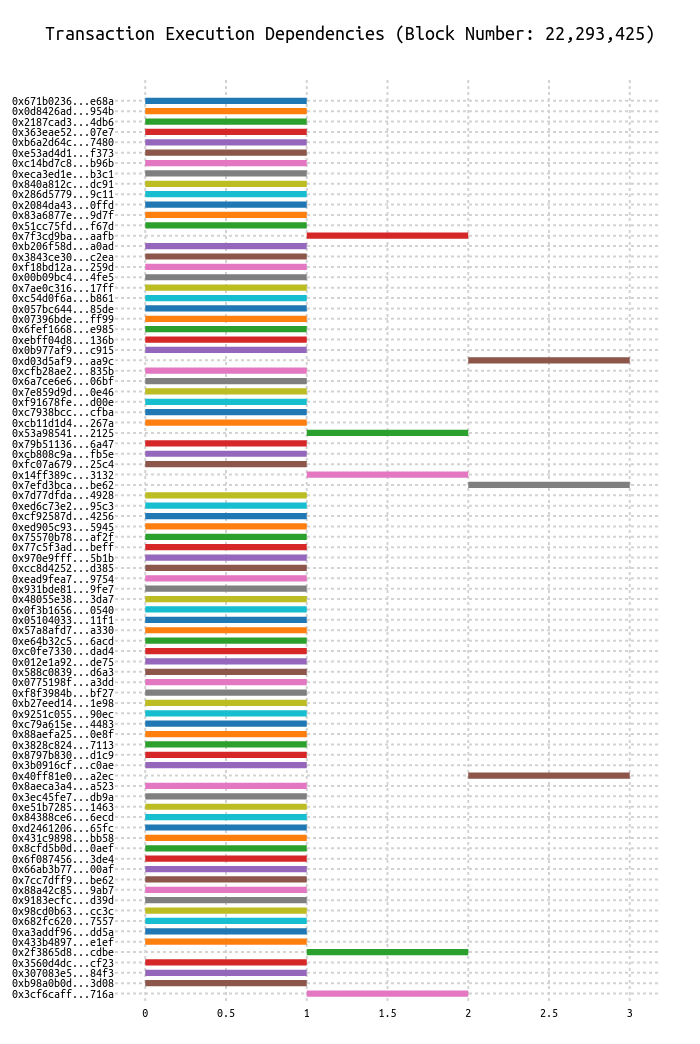 Transaction Execution Dependencies (Block Number: 22,293,425)
0x671b0236...e68a
0x0d8426ad...954b
0x2187cad3...4db6
0x363eae52...07e7
0xb6a2d64c...7480
0xe53ad4d1...f373
0xc14bd7c8...b96b
0xeca3ed1e...b3c1
0x840a812c...dc91
0x286d5779...9c11
0x2084da43...0ffd
0x83a6877e...9d7f
0x51cc75fd...f67d
0x7f3cd9ba...aafb
0xb206f58d...a0ad
0x3843ce30...c2ea
0xf18bd12a...259d
0x00b09bc4...4fe5
0x7ae0c316...17ff
0xc54d0f6a...b861
0x057bc644...85de
0x07396bde...ff99
0x6fef1668...e985
0xebff04d8...136b
0x0b977af9...c915
0xd03d5af9...aa9c
0xcfb28ae2...835b
0x6a7ce6e6...06bf
0x7e859d9d...0e46
0xf91678fe...d00e
0xc7938bcc...cfba
0xcb11d1d4...267a
0x53a98541...2125
0x79b51136...6a47
0xcb808c9a...fb5e
0xfc07a679...25c4
0x14ff389c...3132
0x7efd3bca...be62
0x7d77dfda...4928
0xed6c73e2...95c3
0xcf92587d...4256
0xed905c93...5945
0x75570b78...af2f
0x77c5f3ad...beff
0x970e9fff...5b1b
0xcc8d4252...d385
0xead9fea7...9754
0x931bde81...9fe7
0x48055e38...3da7
0x0f3b1656...0540
0x05104033...11f1
0x57a8afd7...a330
0xe64b32c5...6acd
0xc0fe7330...dad4
0x012e1a92...de75
0x588c0839...d6a3
0x0775198f...a3dd
0xf8f3984b...bf27
0xb27eed14...1e98
0x9251c055...90ec
0xc79a615e...4483
0x88aefa25...0e8f
0x3828c824...7113
0x8797b830...d1c9
0x3b0916cf...c0ae
0x40ff81e0...a2ec
0x8aeca3a4...a523
0x3ec45fe7...db9a
0xe51b7285...1463
0x84388ce6...6ecd
0xd2461206...65fc
0x431c9898...bb58
0x8cfd5b0d...0aef
0x6f087456...3de4
0x66ab3b77...00af
0x7cc7dff9...be62
0x88a42c85...9ab7
0x9183ecfc...d39d
0x98cd0b63...cc3c
0x682fc620...7557
0xa3addf96...dd5a
0x433b4897...e1ef
0x2f3865d8...cdbe
0x3560d4dc...cf23
0x307083e5...84f3
0xb98a0b0d...3d08
0x3cf6caff...716a
0 0.5 1 1.5 2 2.5 3